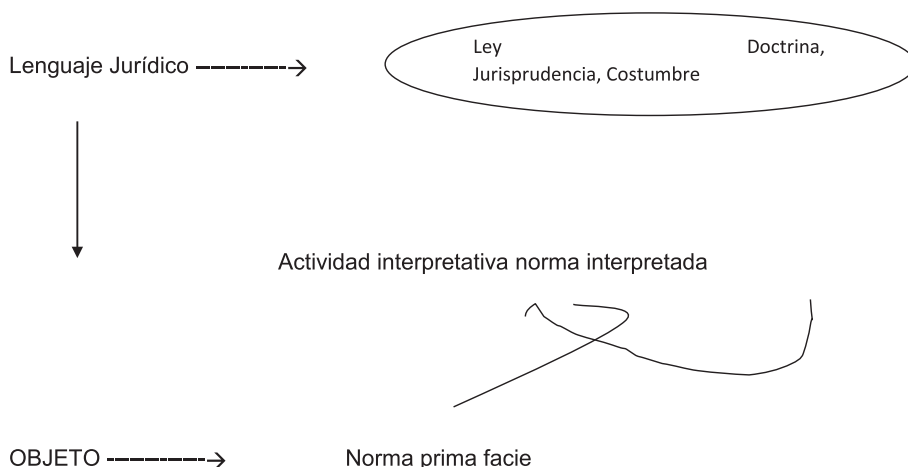 Lenguaje Jurídico
Ley Doctrina,
Jurisprudencia, Costumbre
Actividad interpretativa norma interpretada
OBJETO
Norma prima facie